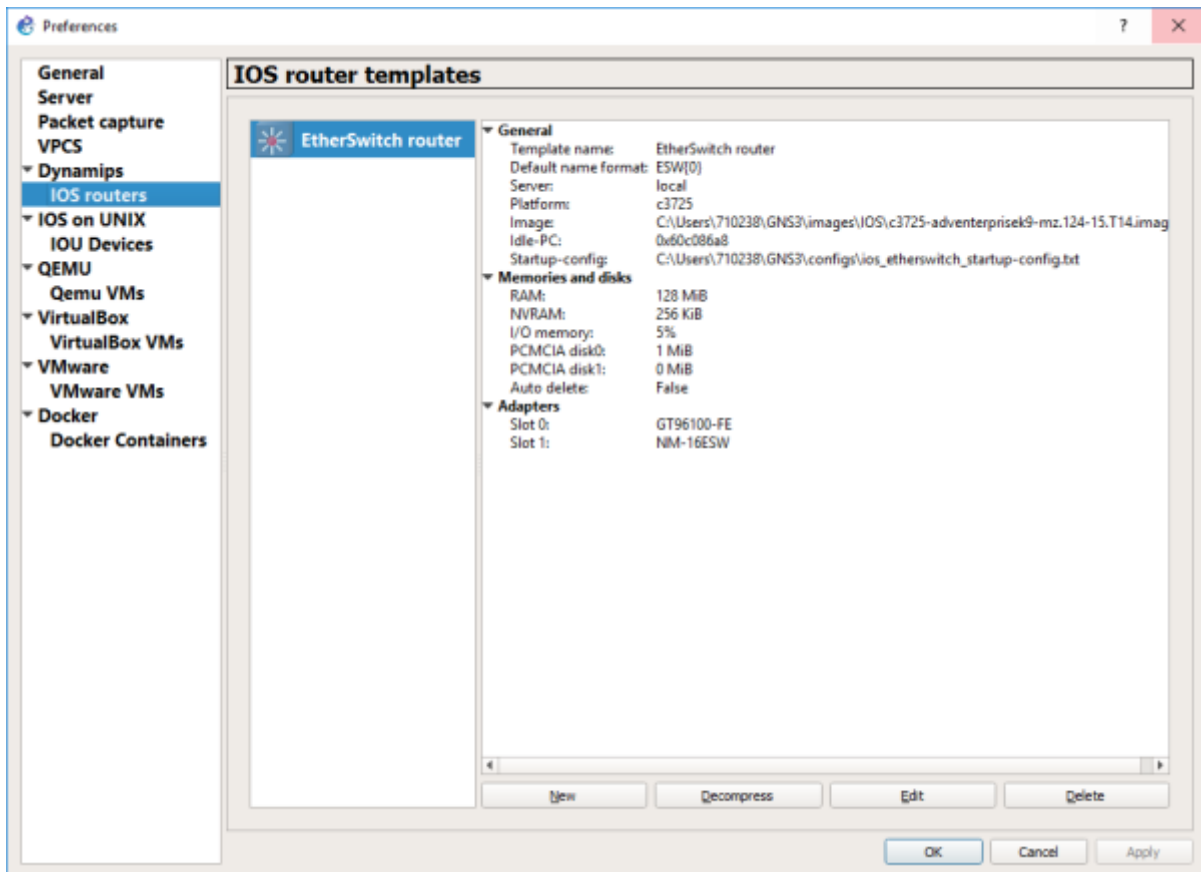 Preferences
?
General
Server
Packet capture
VPCS
Dynamips
IOS routers
IOS on UNIX
IOU Devices
QEMU
Qemu VMs
VirtualBox
VirtualBox VMs
VMware
VMware VMs
Docker
Docker Containers
IOS router templates
EtherSwitch router
General
Template name: EtherSwitch router
Default name format: ESW{0}
Server: local
Platform: c3725
Image: C:\Users\710238\GNS3\images\IOS\c3725-adventerprisek9-mz.124-15.T14.imag
Idle-PC: 0x60c086a8
Startup-config: C:\Users\710238\GNS3\configs\ios_etherswitch_startup-config.txt
Memories and disks
RAM: 128 MiB
NVRAM: 256 KiB
I/O memory: 5%
PCMCIA disk0: 1 MiB
PCMCIA disk1: 0 MiB
Auto delete: False
Adapters
Slot 0: GT96100-FE
Slot 1: NM-16ESW
New Decompress Edit Delete
OK Cancel Apply